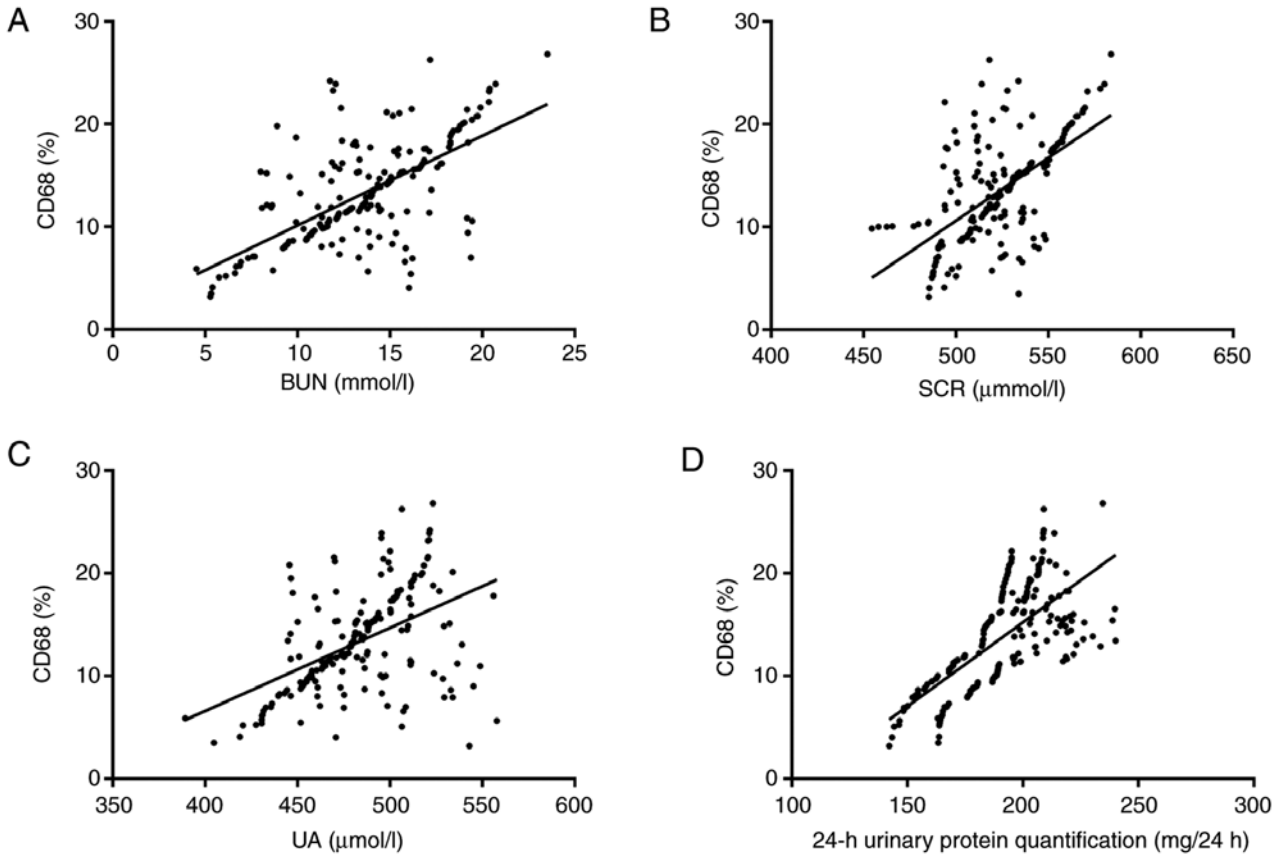 A
30
20
10
0
CD68 (%)
0 5 10 15 20 25
BUN (mmol/l)
B
30
20
10
0
CD68 (%)
400 450 500 550 600 650
SCR (μmmol/l)
C
30
20
10
0
CD68 (%)
350 400 450 500 550 600
UA (μmol/l)
D
30
20
10
0
CD68 (%)
100 150 200 250 300
24-h urinary protein quantification (mg/24 h)